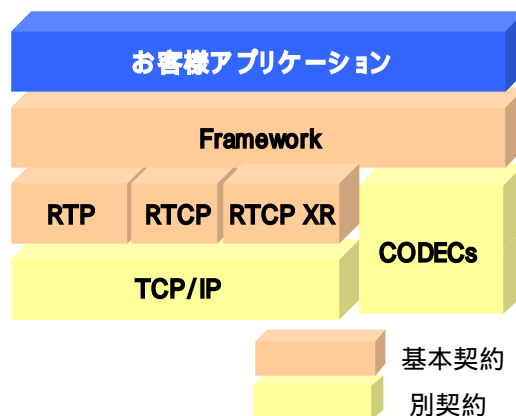 お客様アプリケーション
Framework
RTP RTCP RTCP XR
CODECs
TCP/IP
基本契約
別契約